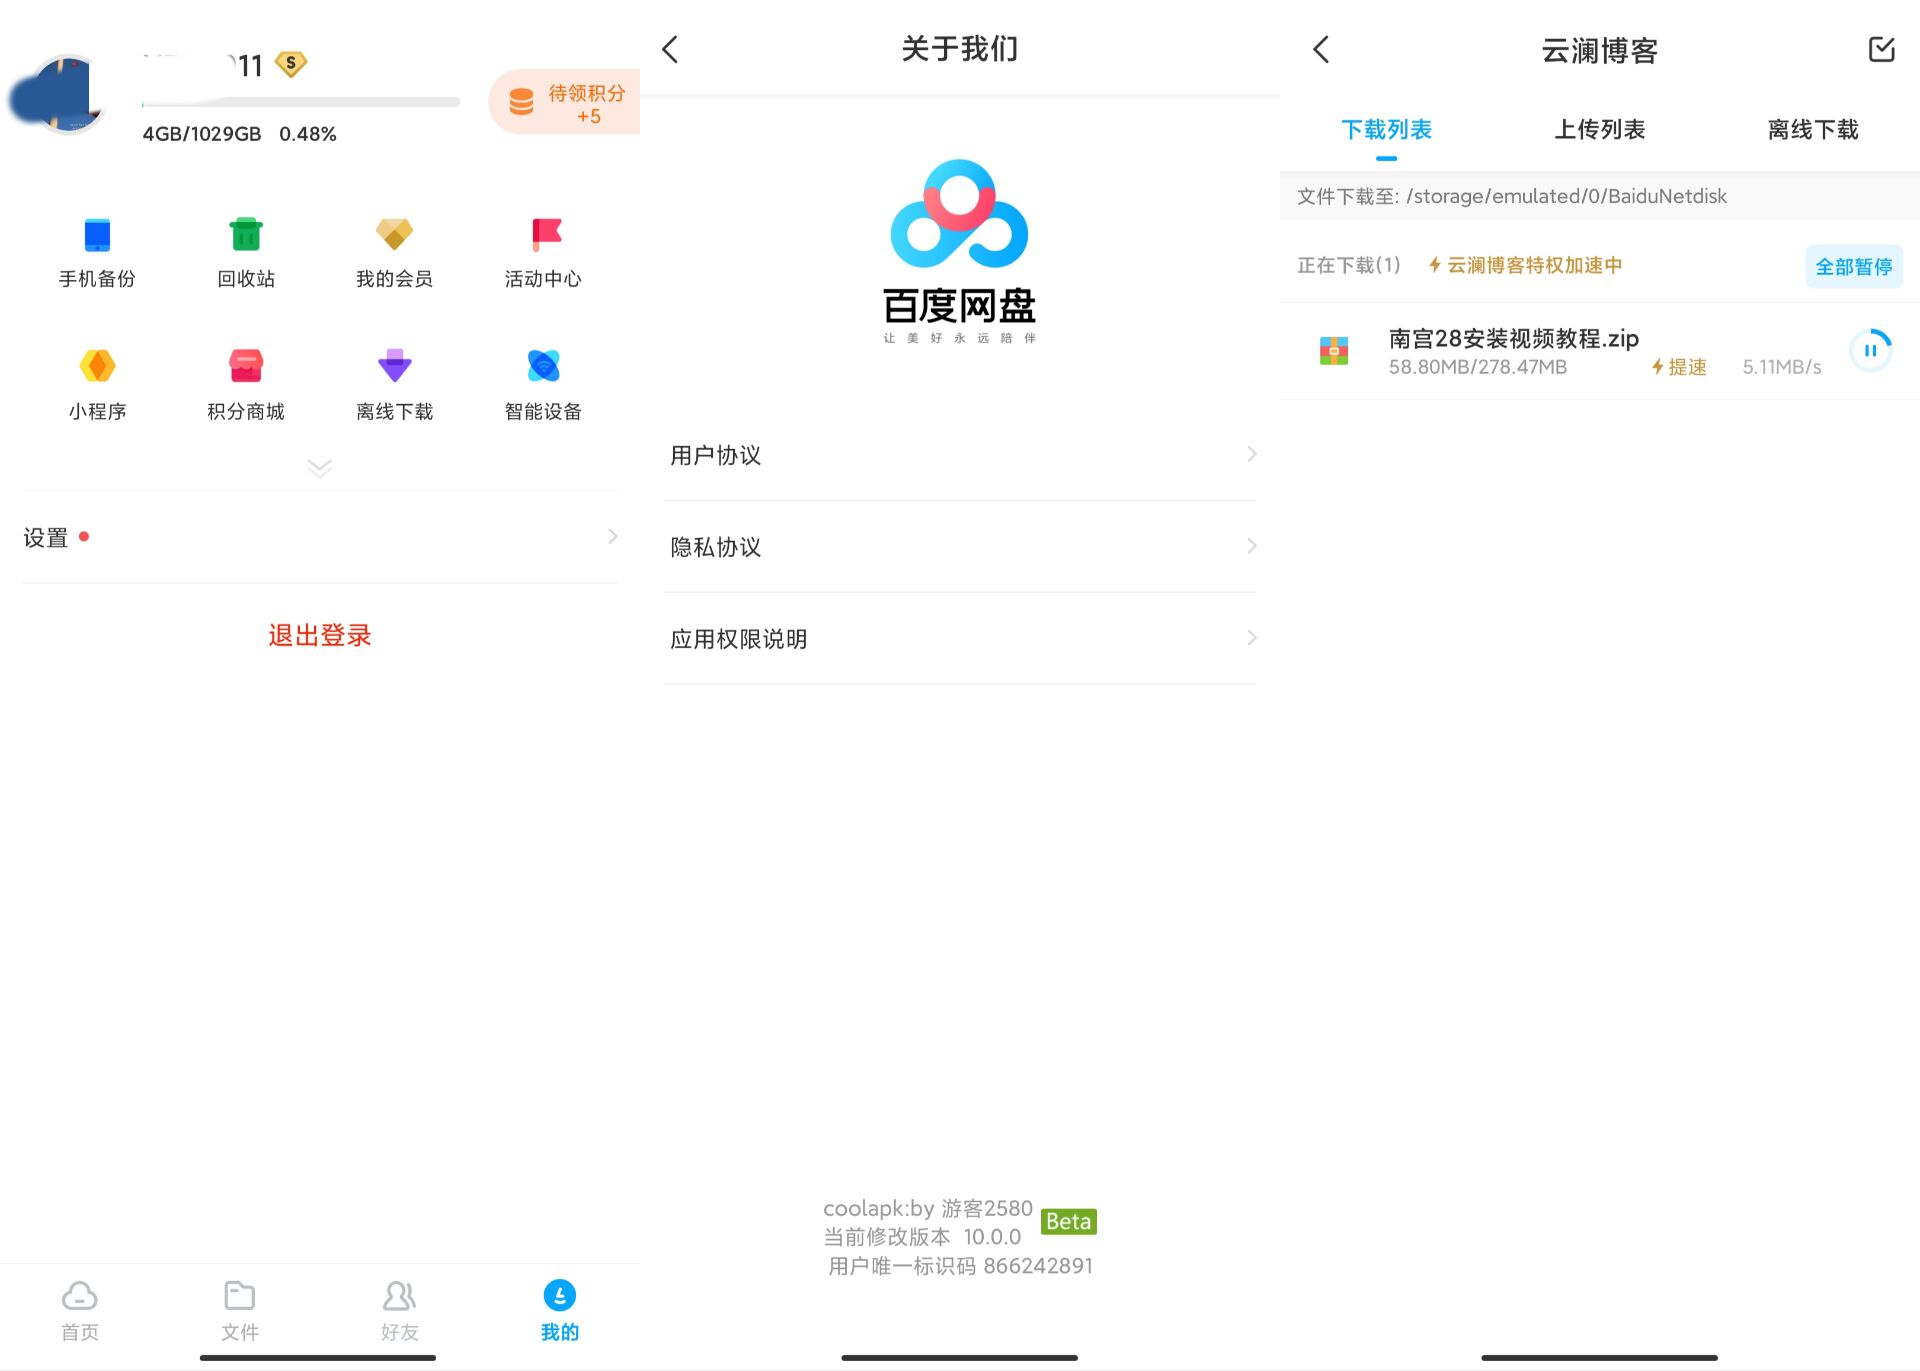 11
S
待领积分
+5
4GB/1029GB 0.48%
手机备份
回收站
我的会员
活动中心
小程序
积分商城
离线下载
智能设备
设置
退出登录
首页
文件
好友
我的
关于我们
百度网盘
让美好永远陪伴
用户协议
隐私协议
应用权限说明
coolapk:by 游客2580
当前修改版本 10.0.0
Beta
用户唯一标识码 866242891
云澜博客
下载列表
上传列表
离线下载
文件下载至: /storage/emulated/0/BaiduNetdisk
正在下载(1)
云澜博客特权加速中
全部暂停
南宫28安装视频教程.zip
58.80MB/278.47MB
提速
5.11MB/s